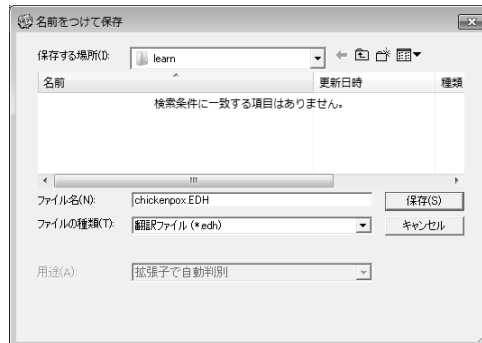 名前をつけて保存
保存する場所(I):
learn
名前
更新日時
種類
検索条件に一致する項目はありません。
ファイル名(N):
chickenpox.EDH
保存(S)
ファイルの種類(T):
翻訳ファイル (*.edh)
キャンセル
用途(A):
拡張子で自動判別